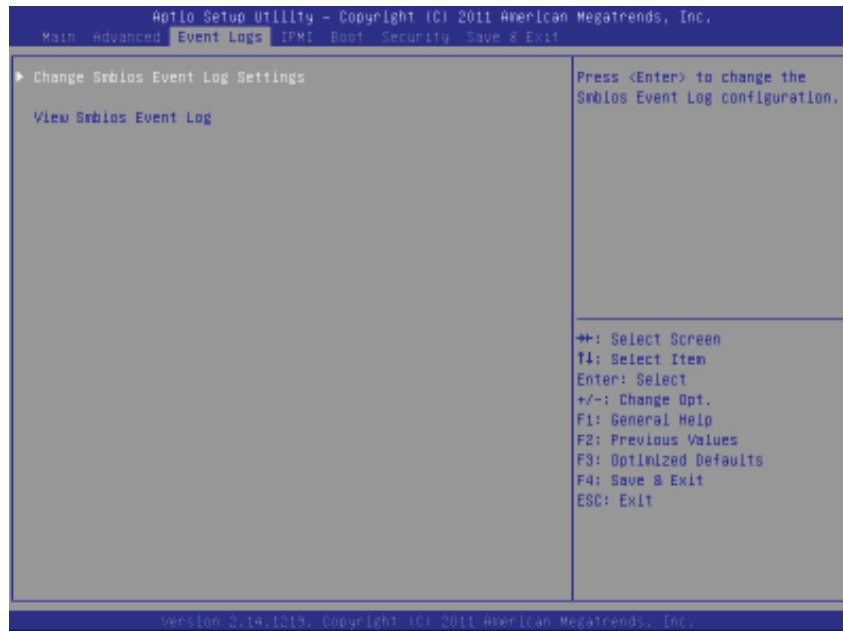 Aptio Setup Utility – Copyright (C) 2011 American Megatrends, Inc.
Main Advanced Event Logs IPMI Boot Security Save & Exit
▶ Change Smbios Event Log Settings
View Smbios Event Log
Press <Enter> to change the
Smbios Event Log configuration.
→←: Select Screen
↑↓: Select Item
Enter: Select
+/-: Change Opt.
F1: General Help
F2: Previous Values
F3: Optimized Defaults
F4: Save & Exit
ESC: Exit
Version 2.14.1219. Copyright (C) 2011 American Megatrends, Inc.